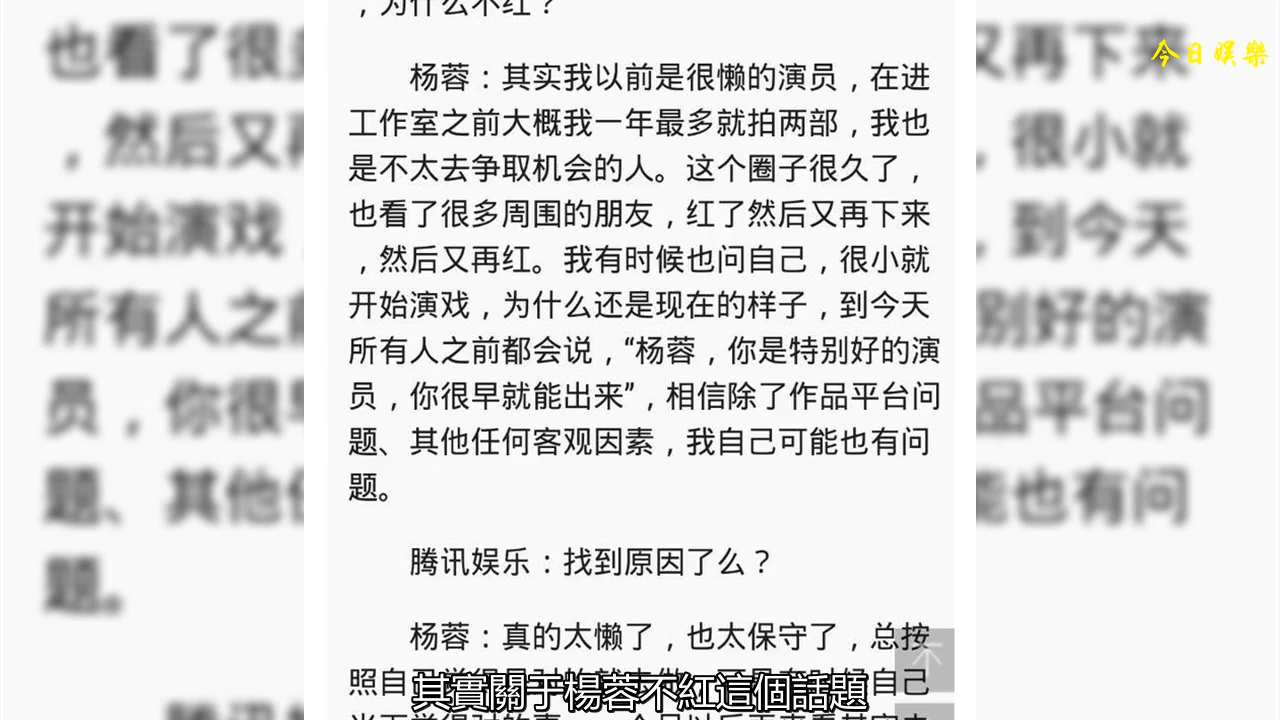 ，为什么不红？
今日娱樂
杨蓉：其实我以前是很懒的演员，在进
工作室之前大概我一年最多就拍两部，我也
是不太去争取机会的人。这个圈子很久了，
也看了很多周围的朋友，红了然后又再下来
，然后又再红。我有时候也问自己，很小就
开始演戏，为什么还是现在的样子，到今天
所有人之前都会说，“杨蓉，你是特别好的演
员，你很早就能出来”，相信除了作品平台问
题、其他任何客观因素，我自己可能也有问
题。
腾讯娱乐：找到原因了么？
杨蓉：真的太懒了，也太保守了，总按
照自己
自己
其實關于楊蓉不紅這個話題